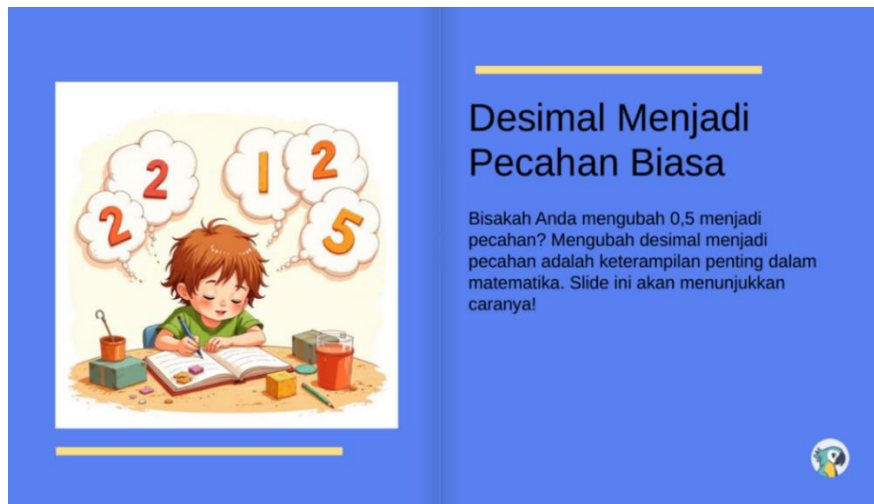 2
2
1
2
5
Desimal Menjadi
Pecahan Biasa
Bisakah Anda mengubah 0,5 menjadi
pecahan? Mengubah desimal menjadi
pecahan adalah keterampilan penting dalam
matematika. Slide ini akan menunjukkan
caranya!